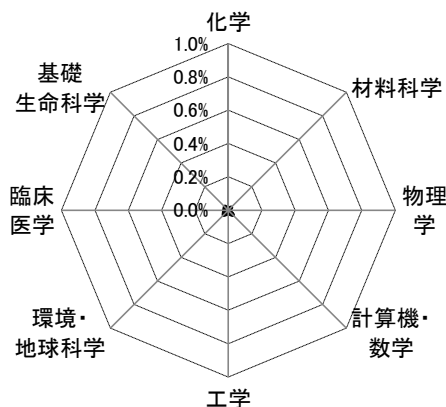 化学
1.0%
0.8%
0.6%
0.4%
0.2%
0.0%
材料科学
物理
学
計算機・
数学
工学
環境・
地球科学
臨床
医学
基礎
生命科学